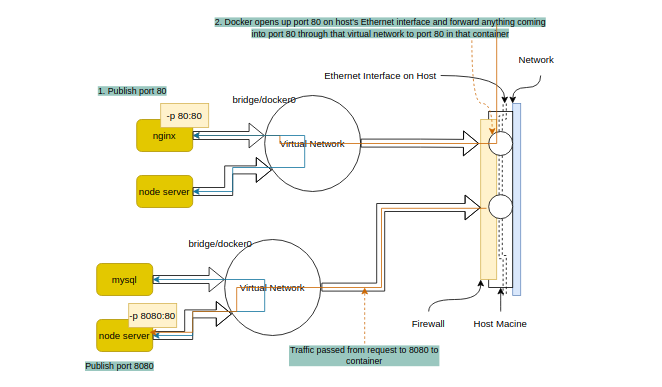 2. Docker opens up port 80 on host's Ethernet interface and forward anything coming
into port 80 through that virtual network to port 80 in that container
Network
Ethernet Interface on Host
1. Publish port 80
bridge/docker0
-p 80:80
nginx
Virtual Network
node server
bridge/docker0
mysql
Virtual Network
-p 8080:80
node server
Firewall
Host Macine
Traffic passed from request to 8080 to
container
Publish port 8080